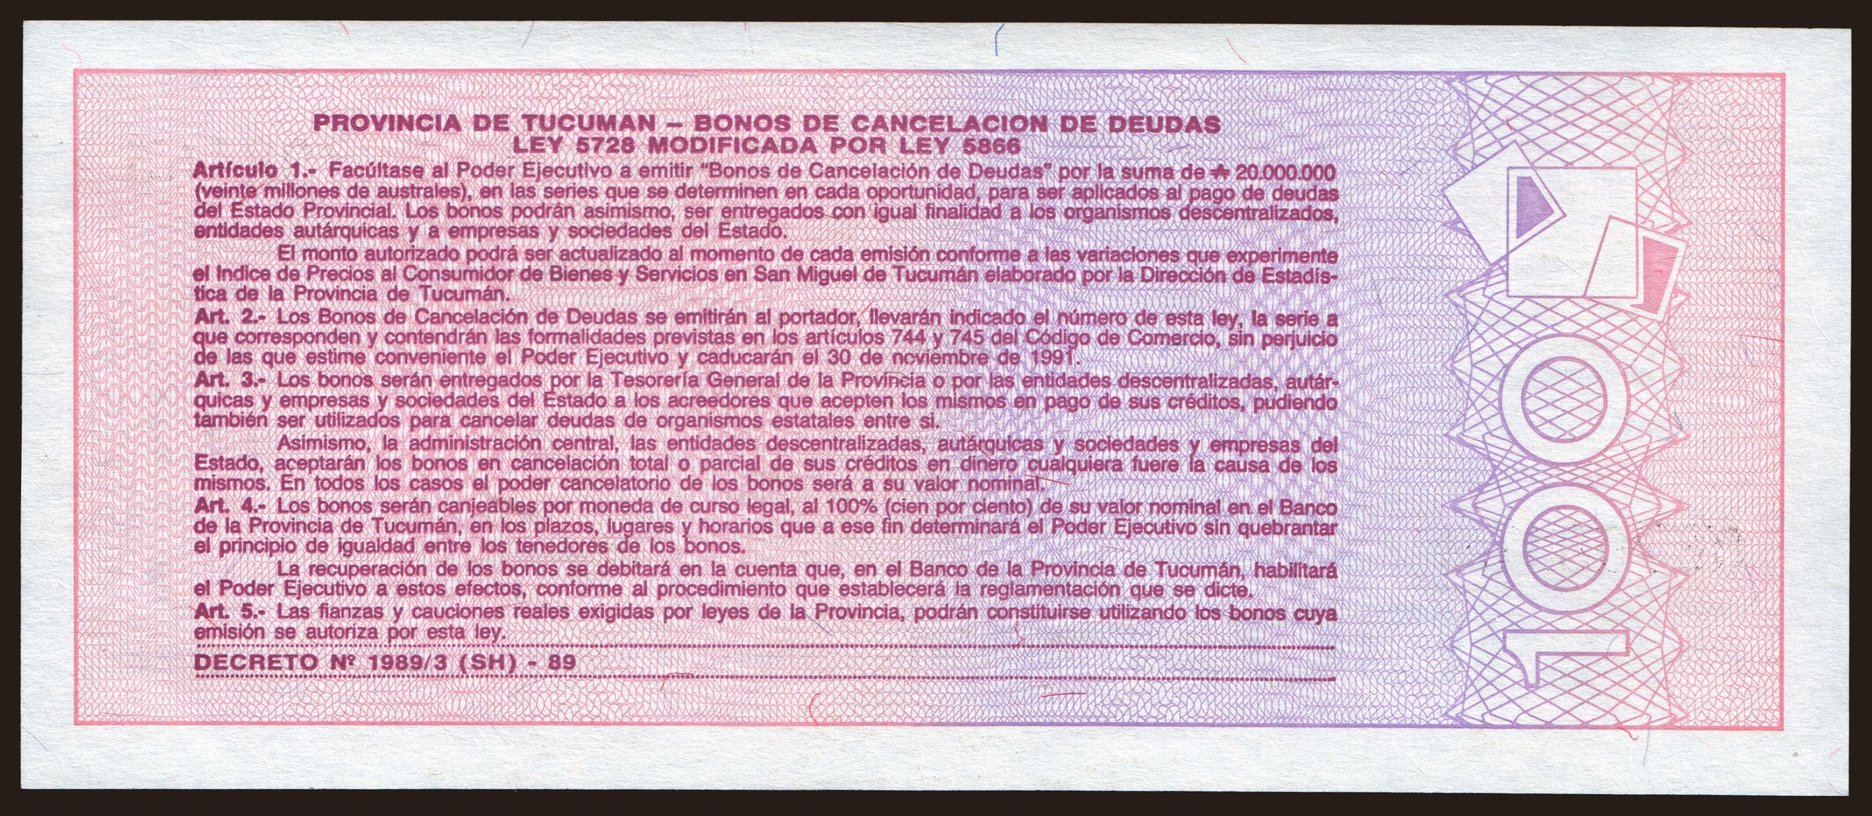 PROVINCIA DE TUCUMAN – BONOS DE CANCELACION DE DEUDAS
LEY 5728 MODIFICADA POR LEY 5866
Artículo 1.- Facúltase al Poder Ejecutivo a emitir "Bonos de Cancelación de Deudas" por la suma de ₳ 20.000.000
(veinte millones de australes), en las series que se determinen en cada oportunidad, para ser aplicados al pago de deudas
del Estado Provincial. Los bonos podrán asimismo, ser entregados con igual finalidad a los organismos descentralizados,
entidades autárquicas y a empresas y sociedades del Estado.
El monto autorizado podrá ser actualizado al momento de cada emisión conforme a las variaciones que experimente
el Indice de Precios al Consumidor de Bienes y Servicios en San Miguel de Tucumán elaborado por la Dirección de Estadís-
tica de la Provincia de Tucumán.
Art. 2.- Los Bonos de Cancelación de Deudas se emitirán al portador, llevarán indicado el número de esta ley, la serie a
que corresponden y contendrán las formalidades previstas en los artículos 744 y 745 del Código de Comercio, sin perjuicio
de las que estime conveniente el Poder Ejecutivo y caducarán el 30 de noviembre de 1991.
Art. 3.- Los bonos serán entregados por la Tesorería General de la Provincia o por las entidades descentralizadas, autár-
quicas y empresas y sociedades del Estado a los acreedores que acepten los mismos en pago de sus créditos, pudiendo
también ser utilizados para cancelar deudas de organismos estatales entre si.
Asimismo, la administración central, las entidades descentralizadas, autárquicas y sociedades y empresas del
Estado, aceptarán los bonos en cancelación total o parcial de sus créditos en dinero cualquiera fuere la causa de los
mismos. En todos los casos el poder cancelatorio de los bonos será a su valor nominal.
Art. 4.- Los bonos serán canjeables por moneda de curso legal, al 100% (cien por ciento) de su valor nominal en el Banco
de la Provincia de Tucumán, en los plazos, lugares y horarios que a ese fin determinará el Poder Ejecutivo sin quebrantar
el principio de igualdad entre los tenedores de los bonos.
La recuperación de los bonos se debitará en la cuenta que, en el Banco de la Provincia de Tucumán, habilitará
el Poder Ejecutivo a estos efectos, conforme al procedimiento que establecerá la reglamentación que se dicte.
Art. 5.- Las fianzas y cauciones reales exigidas por leyes de la Provincia, podrán constituirse utilizando los bonos cuya
emisión se autoriza por esta ley.
DECRETO Nº 1989/3 (SH) - 89
100